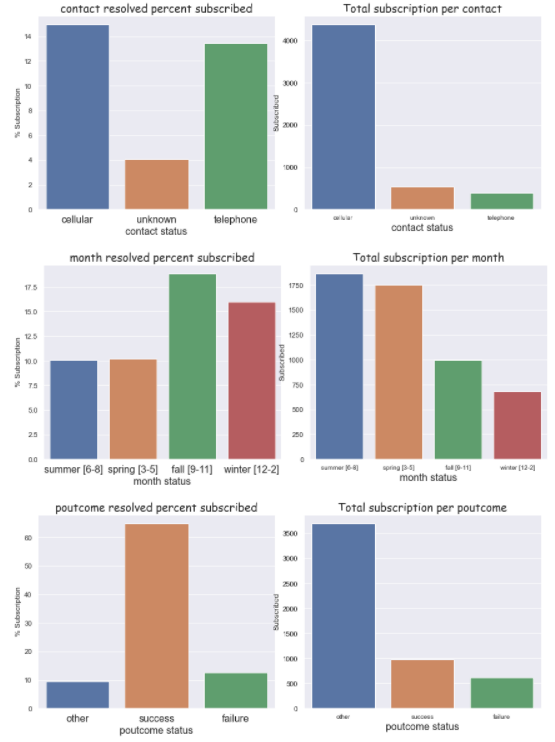 contact resolved percent subscribed
% Subscription
14
12
10
8
6
4
2
0
cellular unknown telephone
contact status
Total subscription per contact
Subscribed
4000
3000
2000
1000
0
cellular unknown telephone
contact status
month resolved percent subscribed
% Subscription
17.5
15.0
12.5
10.0
7.5
5.0
2.5
0.0
summer [6-8] spring [3-5] fall [9-11] winter [12-2]
month status
Total subscription per month
Subscribed
1750
1500
1250
1000
750
500
250
0
summer [6-8] spring [3-5] fall [9-11] winter [12-2]
month status
poutcome resolved percent subscribed
% Subscription
60
50
40
30
20
10
0
other success failure
poutcome status
Total subscription per poutcome
Subscribed
3500
3000
2500
2000
1500
1000
500
0
other success failure
poutcome status